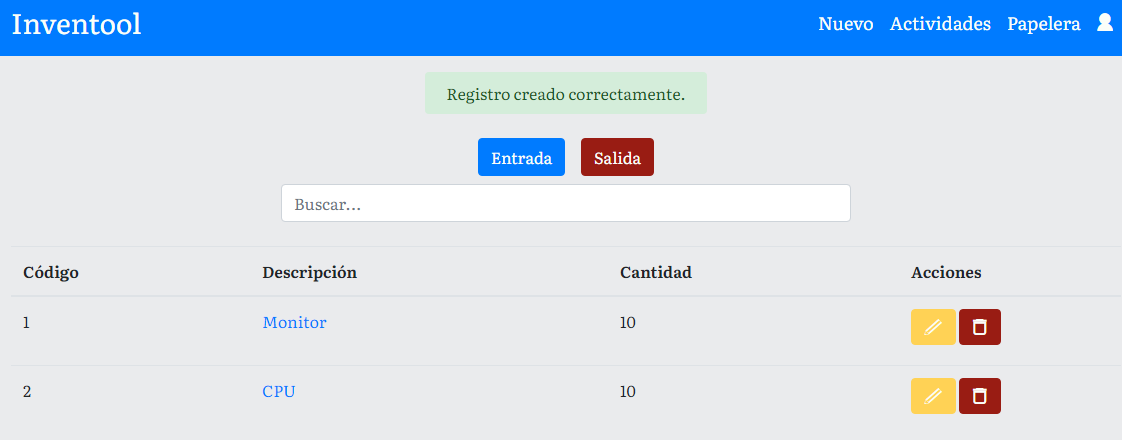 Inventool Nuevo Actividades Papelera
Registro creado correctamente.
Entrada Salida
Buscar...
Código Descripción Cantidad Acciones
1 Monitor 10
2 CPU 10